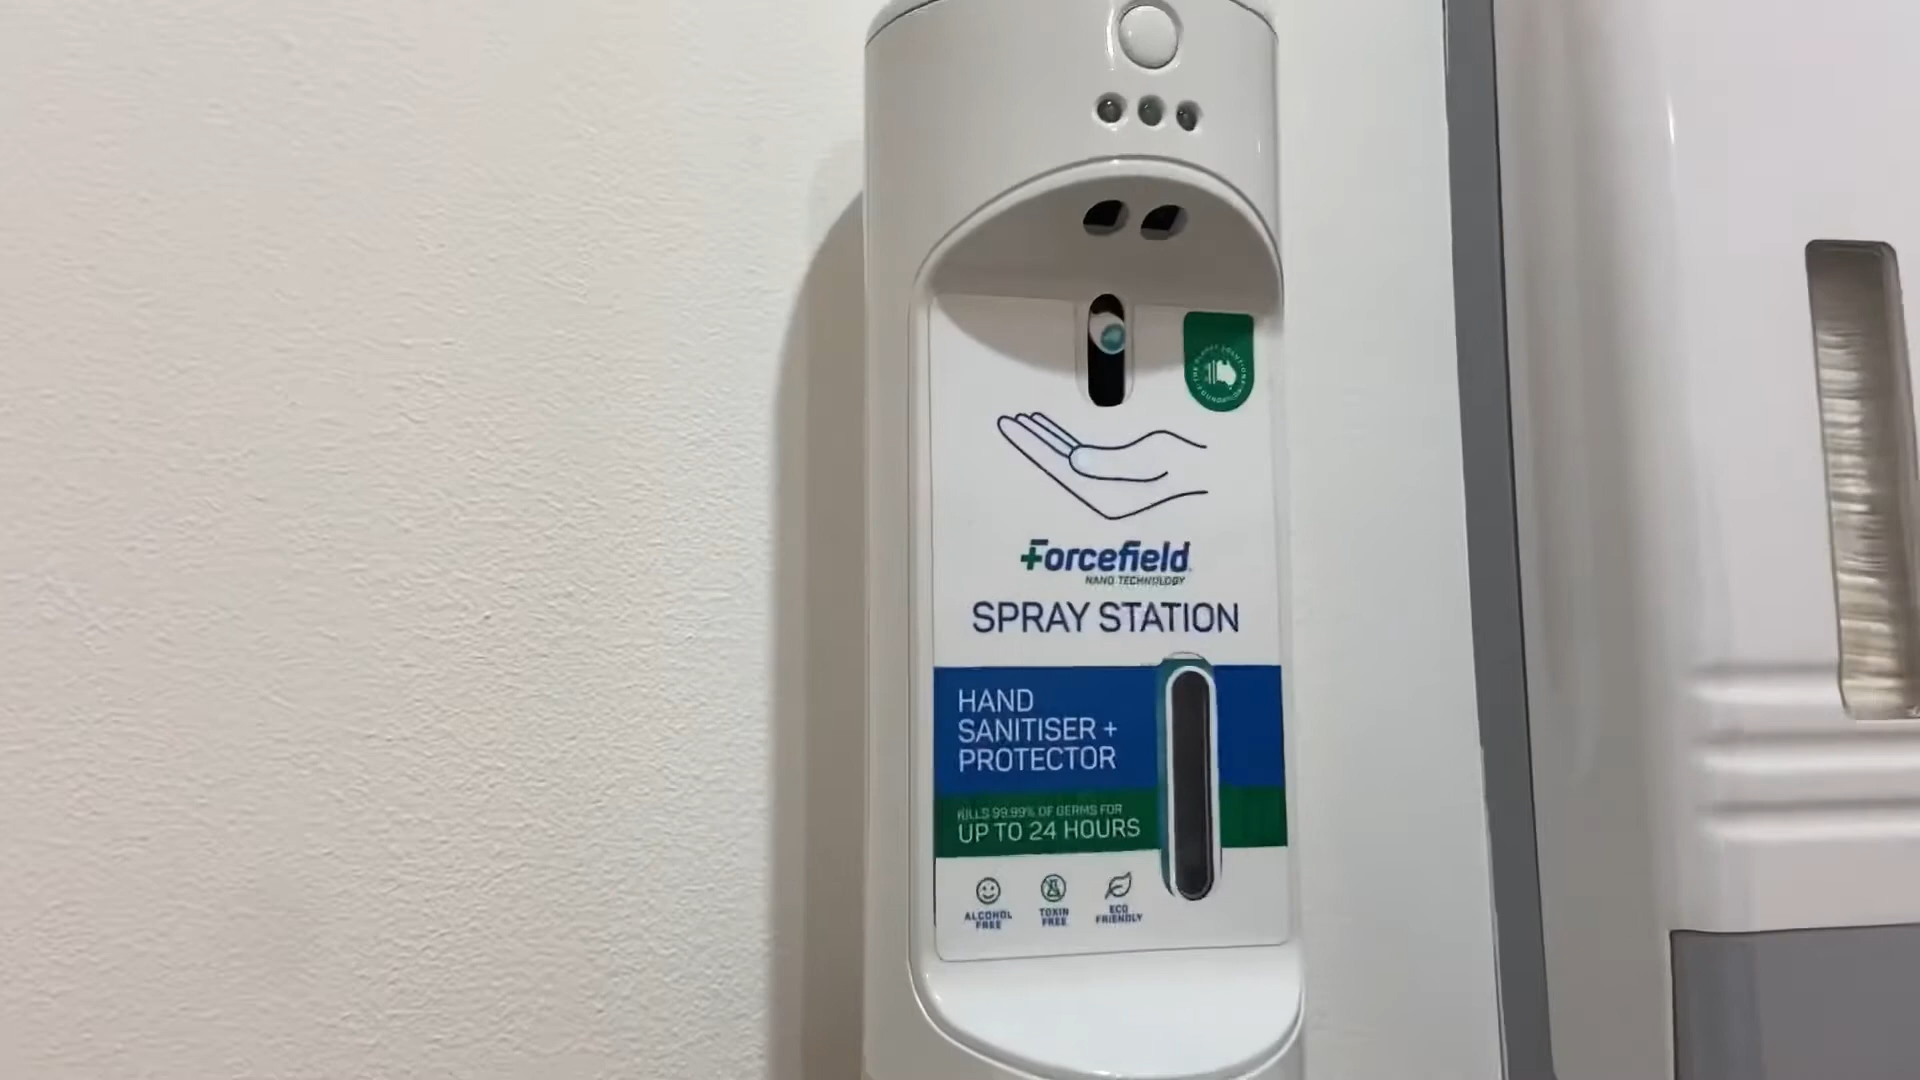 Forcefield
NANO TECHNOLOGY
SPRAY STATION
HAND
SANITISER +
PROTECTOR
KILLS 99.99% OF GERMS FOR
UP TO 24 HOURS
ALCOHOL
FREE
TOXIN
FREE
ECO
FRIENDLY